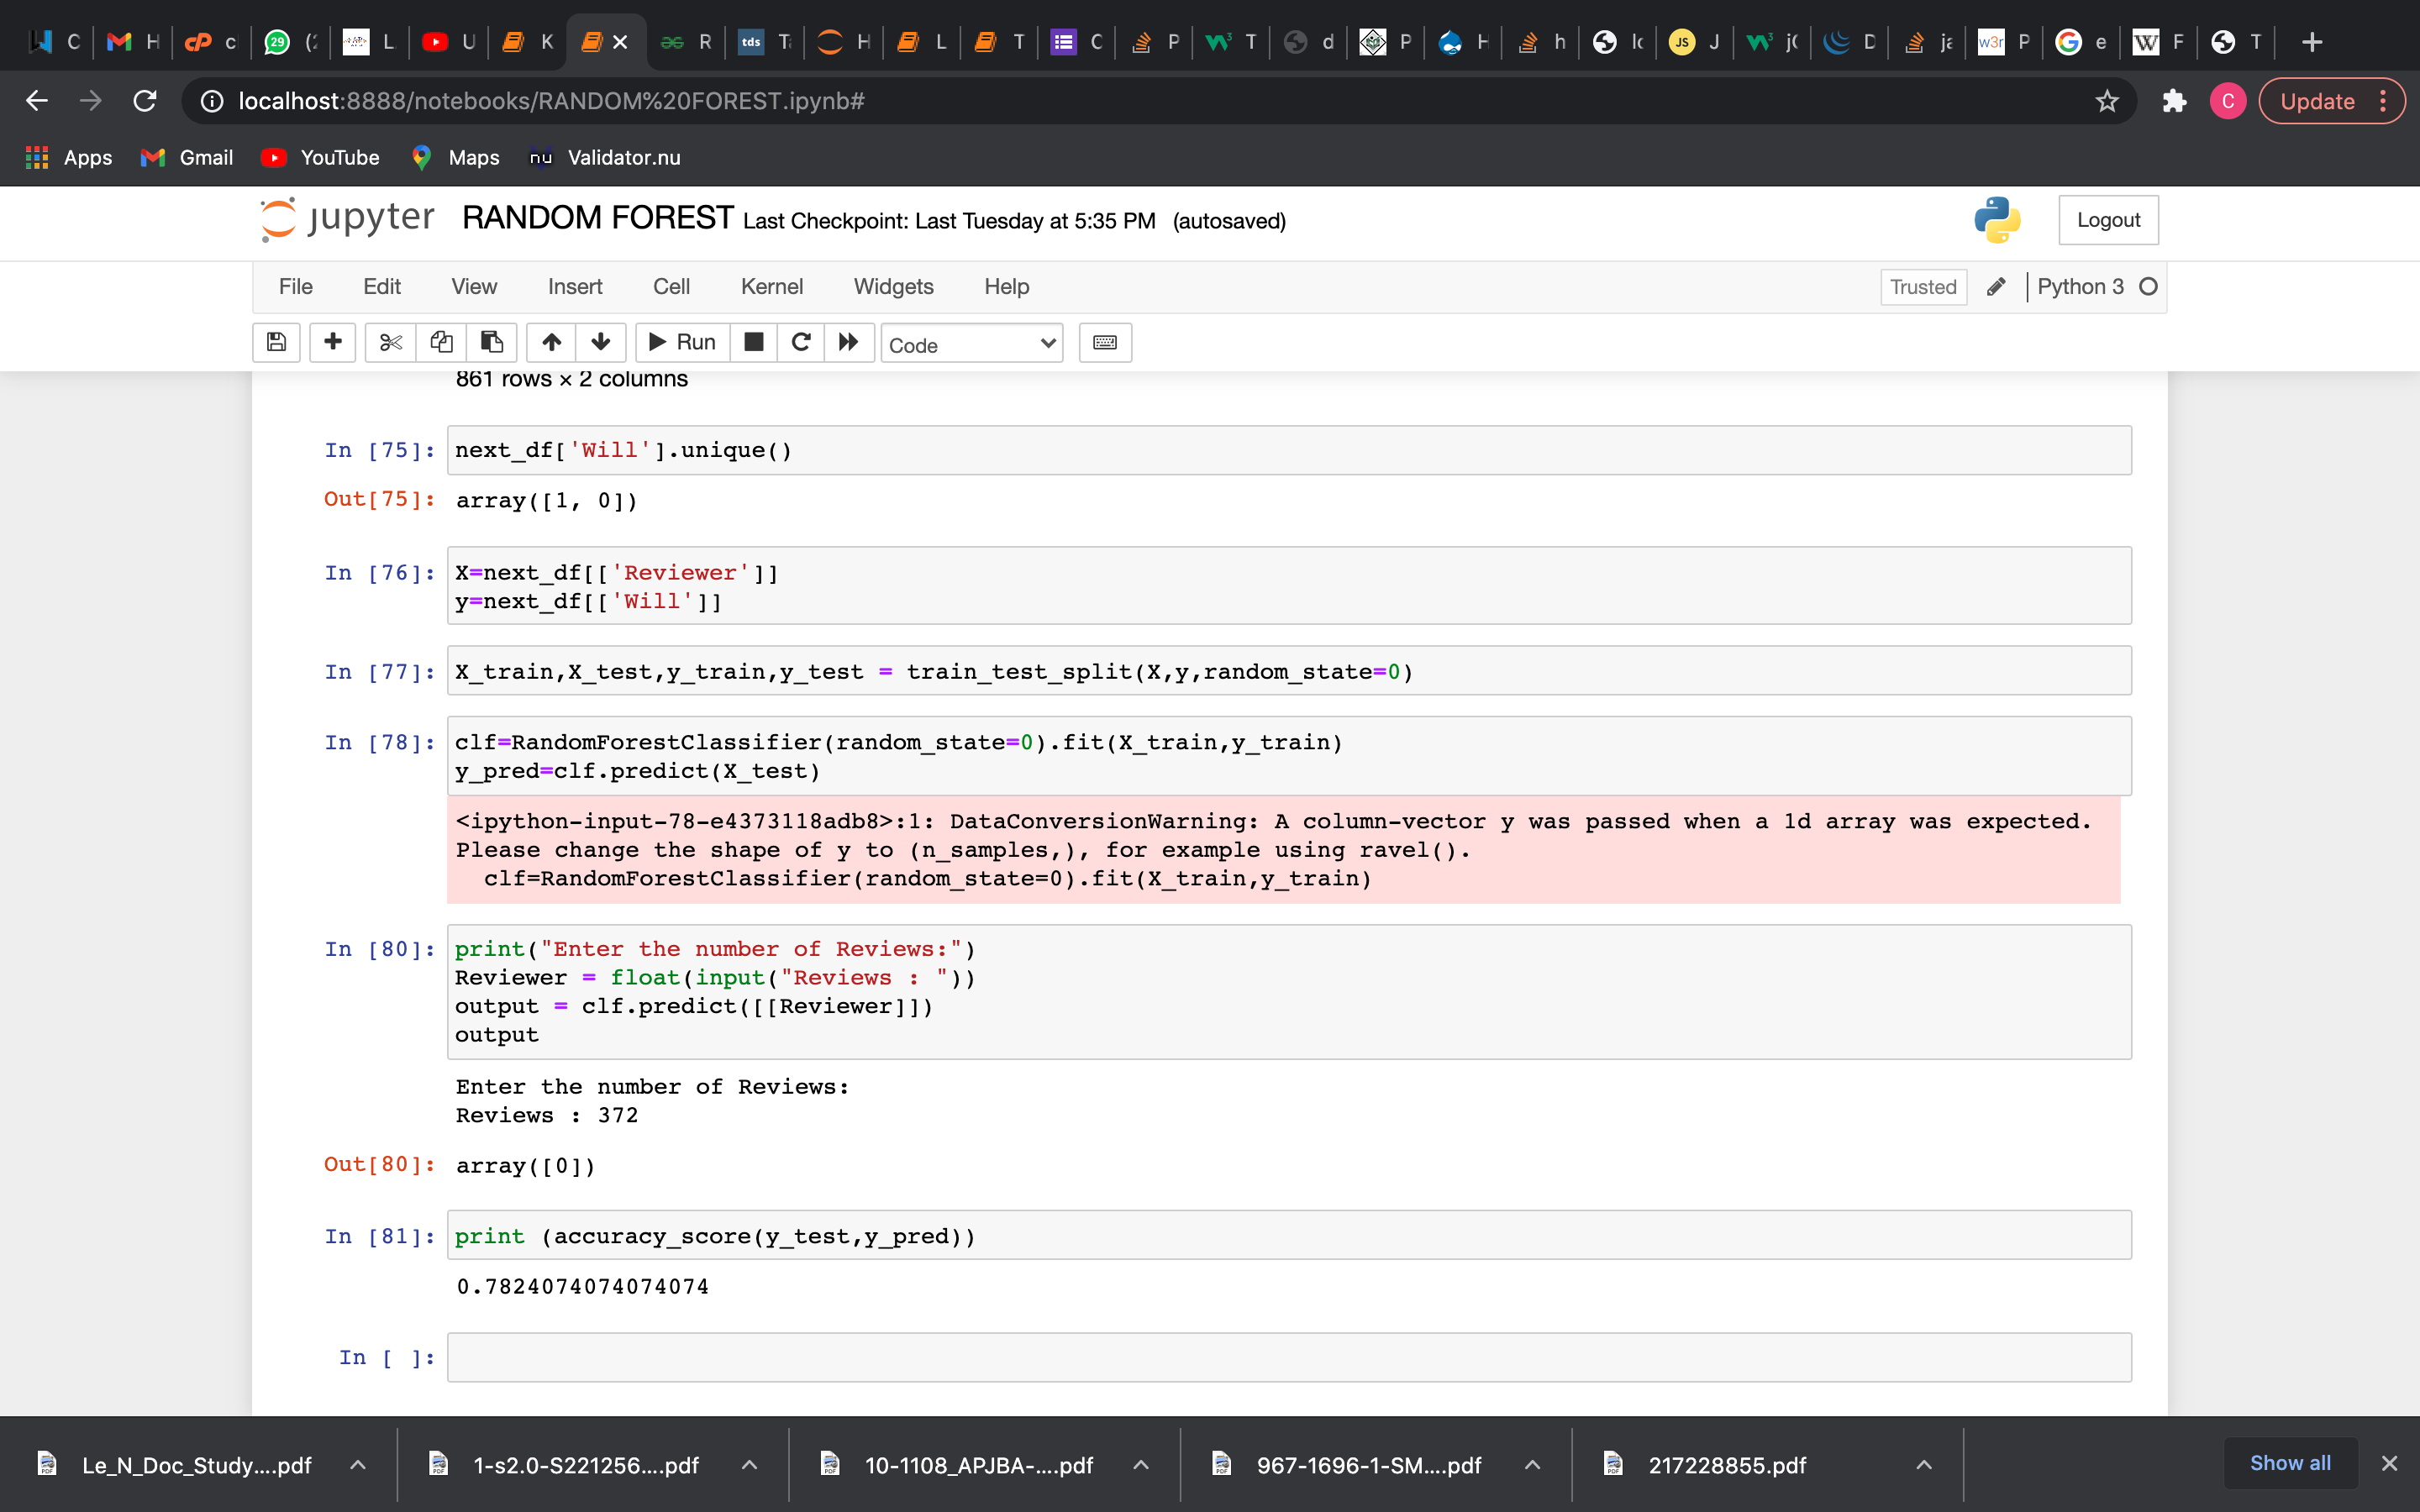 C H c 29 (2 L U K R tds T H L T C P T d P H h lo JS J jQ D ja w3r P e W F T
localhost:8888/notebooks/RANDOM%20FOREST.ipynb#
C Update
Apps Gmail YouTube Maps nu Validator.nu
jupyter RANDOM FOREST Last Checkpoint: Last Tuesday at 5:35 PM (autosaved) Logout
File Edit View Insert Cell Kernel Widgets Help Trusted Python 3
Run Code
861 rows × 2 columns
In [75]: next_df['Will'].unique()
Out[75]: array([1, 0])
In [76]: X=next_df[['Reviewer']]
y=next_df[['Will']]
In [77]: X_train,X_test,y_train,y_test = train_test_split(X,y,random_state=0)
In [78]: clf=RandomForestClassifier(random_state=0).fit(X_train,y_train)
y_pred=clf.predict(X_test)
<ipython-input-78-e4373118adb8>:1: DataConversionWarning: A column-vector y was passed when a 1d array was expected.
Please change the shape of y to (n_samples,), for example using ravel().
clf=RandomForestClassifier(random_state=0).fit(X_train,y_train)
In [80]: print("Enter the number of Reviews:")
Reviewer = float(input("Reviews : "))
output = clf.predict([[Reviewer]])
output
Enter the number of Reviews:
Reviews : 372
Out[80]: array([0])
In [81]: print (accuracy_score(y_test,y_pred))
0.7824074074074074
In [ ]:
Le_N_Doc_Study....pdf 1-s2.0-S221256....pdf 10-1108_APJBA-....pdf 967-1696-1-SM....pdf 217228855.pdf Show all